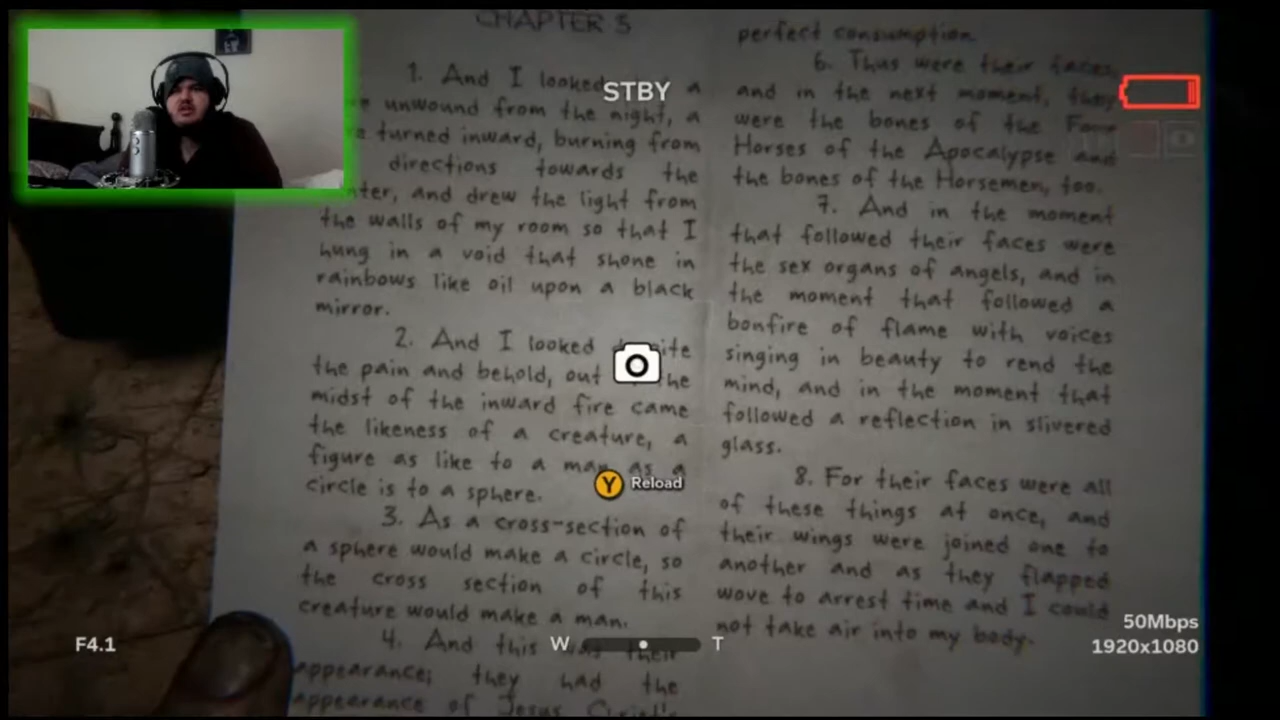 CHAPTER 5
1. And I looked a
unwound from the night, a
turned inward, burning from
directions towards the
and drew the light from
the walls of my room so that I
hung in a void that shone in
rainbows like oil upon a black
mirror.
2. And I looked
the pain and behold, out
midst of the inward fire came
the likeness of a creature, a
figure as like to a man as a
circle is to a sphere.
3. As a cross-section of
a sphere would make a circle, so
the cross section of this
creature would make a man.
4. And this was their
appearance; they had the
appearance of Jesus Christ's
perfect consumption.
6. Thus were their faces,
and in the next moment, they
were the bones of the Four
Horses of the Apocalypse and
the bones of the Horsemen, too.
7. And in the moment
that followed their faces were
the sex organs of angels, and in
the moment that followed a
bonfire of flame with voices
singing in beauty to rend the
mind, and in the moment that
followed a reflection in slivered
glass.
8. For their faces were all
of these things at once, and
their wings were joined one to
another and as they flapped
wove to arrest time and I could
not take air into my body.
STBY
Y Reload
F4.1
W T
50Mbps
1920x1080